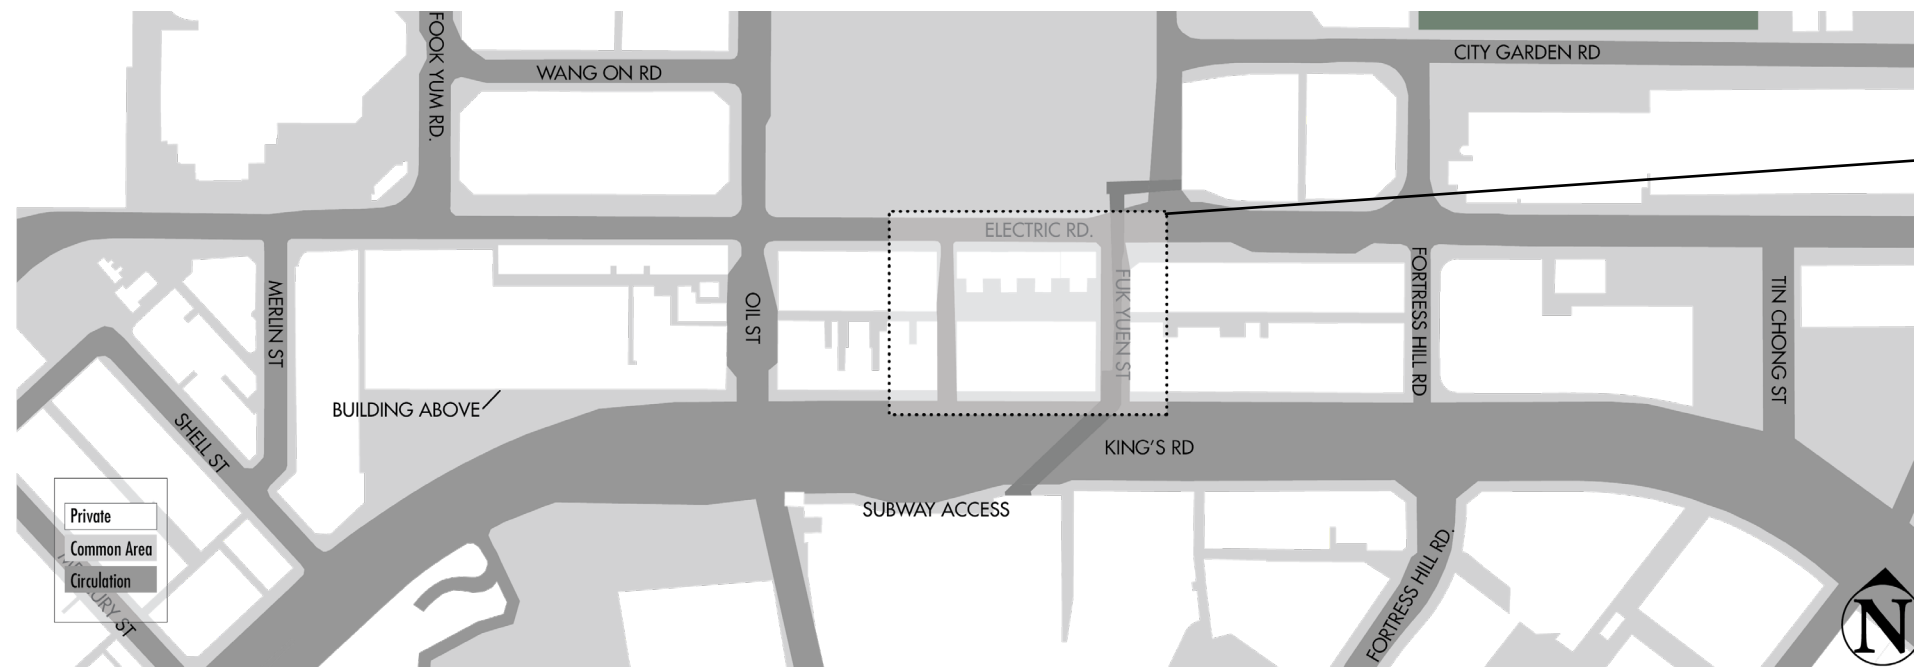 FOOK YUM RD.
WANG ON RD
CITY GARDEN RD
ELECTRIC RD.
MERLIN ST
OIL ST
FUK YUEN ST
FORTRESS HILL RD
TIN CHONG ST
BUILDING ABOVE
SHELL ST
KING'S RD
SUBWAY ACCESS
FORTRESS HILL RD.
Private
Common Area
Circulation
MERCURY ST
N